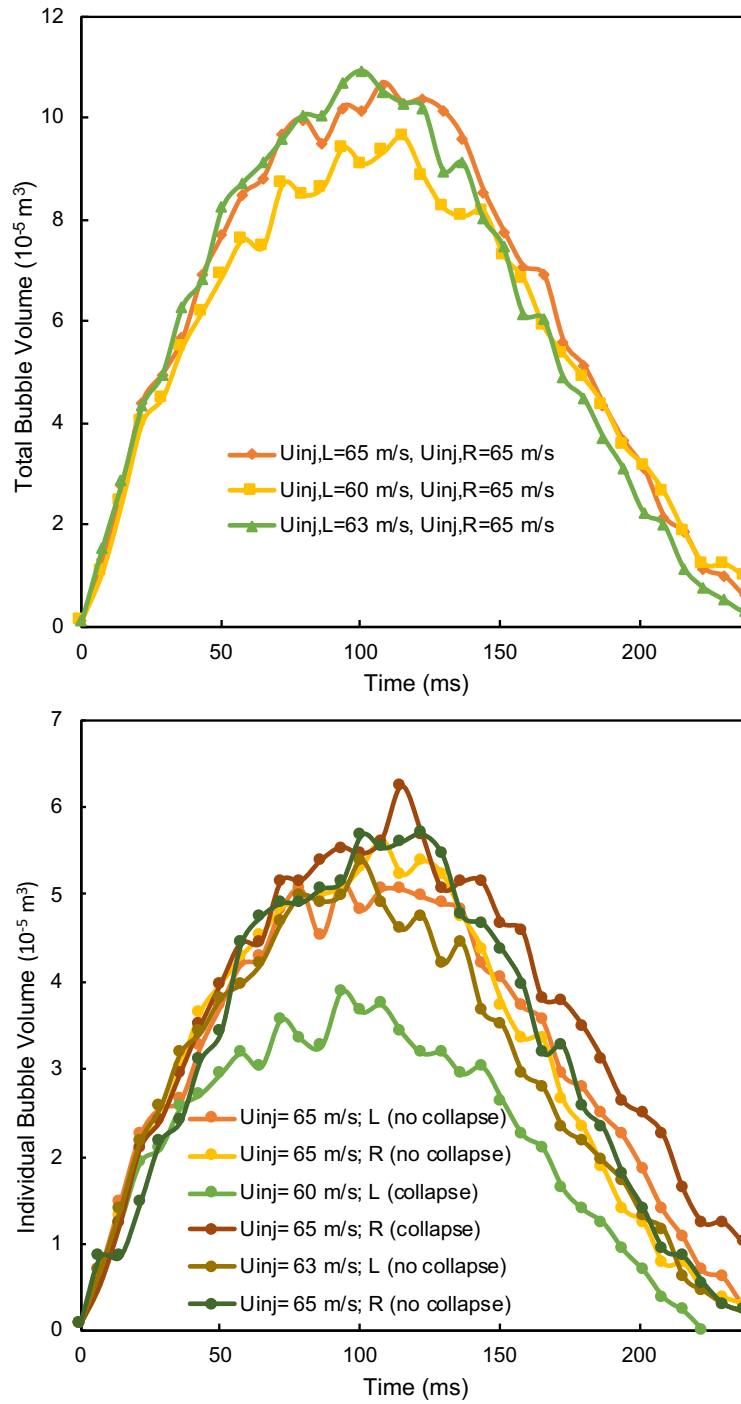 12
10
8
6
4
2
0
Total Bubble Volume (10⁻⁵ m³)
Uinj,L=65 m/s, Uinj,R=65 m/s
Uinj,L=60 m/s, Uinj,R=65 m/s
Uinj,L=63 m/s, Uinj,R=65 m/s
0 50 100 150 200
Time (ms)
7
6
5
4
3
2
1
0
Individual Bubble Volume (10⁻⁵ m³)
Uinj= 65 m/s; L (no collapse)
Uinj= 65 m/s; R (no collapse)
Uinj= 60 m/s; L (collapse)
Uinj= 65 m/s; R (collapse)
Uinj= 63 m/s; L (no collapse)
Uinj= 65 m/s; R (no collapse)
0 50 100 150 200
Time (ms)